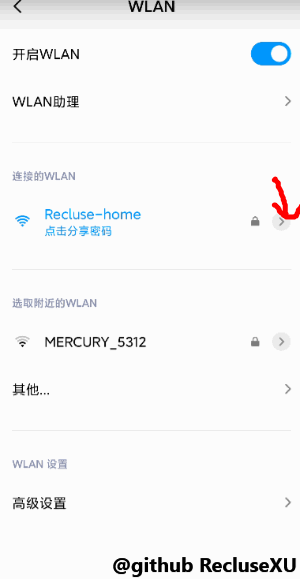 WLAN
开启WLAN
WLAN助理
连接的WLAN
Recluse-home
点击分享密码
选取附近的WLAN
MERCURY_5312
其他...
WLAN 设置
高级设置
@github RecluseXU